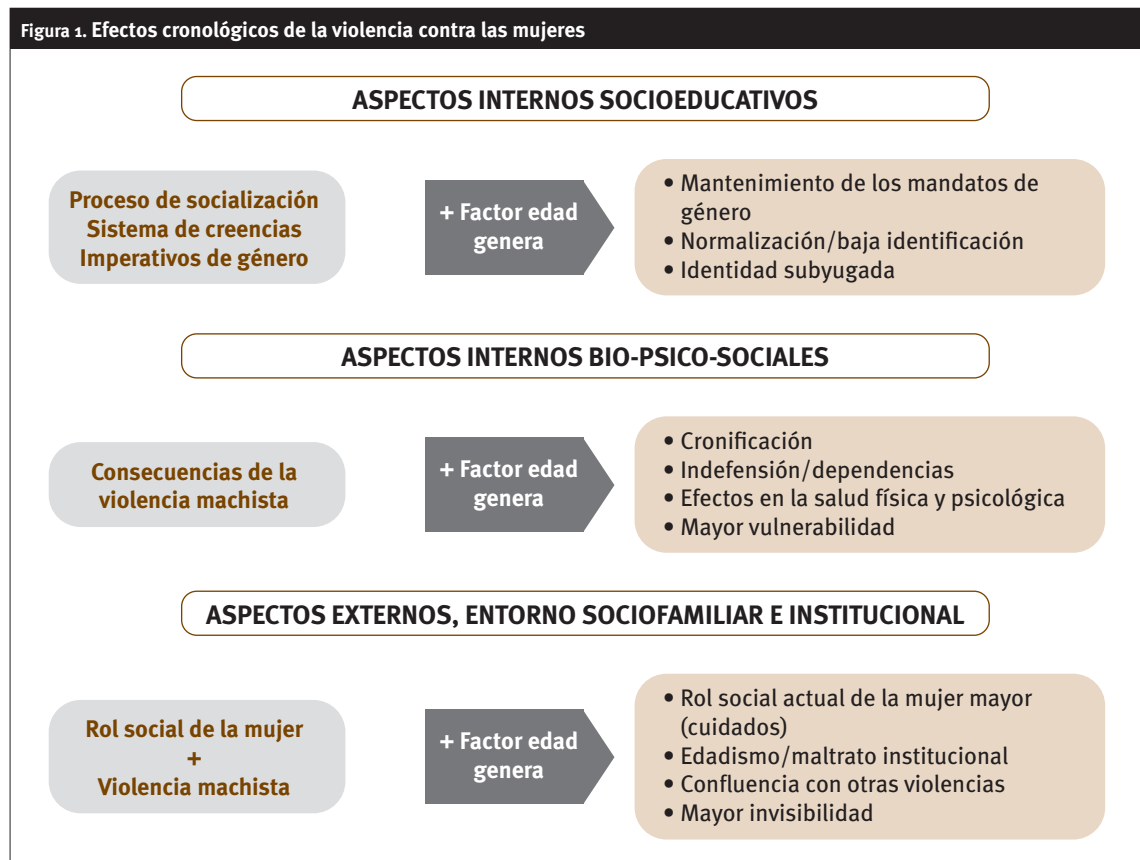 Figura 1. Efectos cronológicos de la violencia contra las mujeres
ASPECTOS INTERNOS SOCIOEDUCATIVOS
Proceso de socialización
Sistema de creencias
Imperativos de género
+ Factor edad
genera
• Mantenimiento de los mandatos de
género
• Normalización/baja identificación
• Identidad subyugada
ASPECTOS INTERNOS BIO-PSICO-SOCIALES
Consecuencias de la
violencia machista
+ Factor edad
genera
• Cronificación
• Indefensión/dependencias
• Efectos en la salud física y psicológica
• Mayor vulnerabilidad
ASPECTOS EXTERNOS, ENTORNO SOCIOFAMILIAR E INSTITUCIONAL
Rol social de la mujer
+
Violencia machista
+ Factor edad
genera
• Rol social actual de la mujer mayor
(cuidados)
• Edadismo/maltrato institucional
• Confluencia con otras violencias
• Mayor invisibilidad